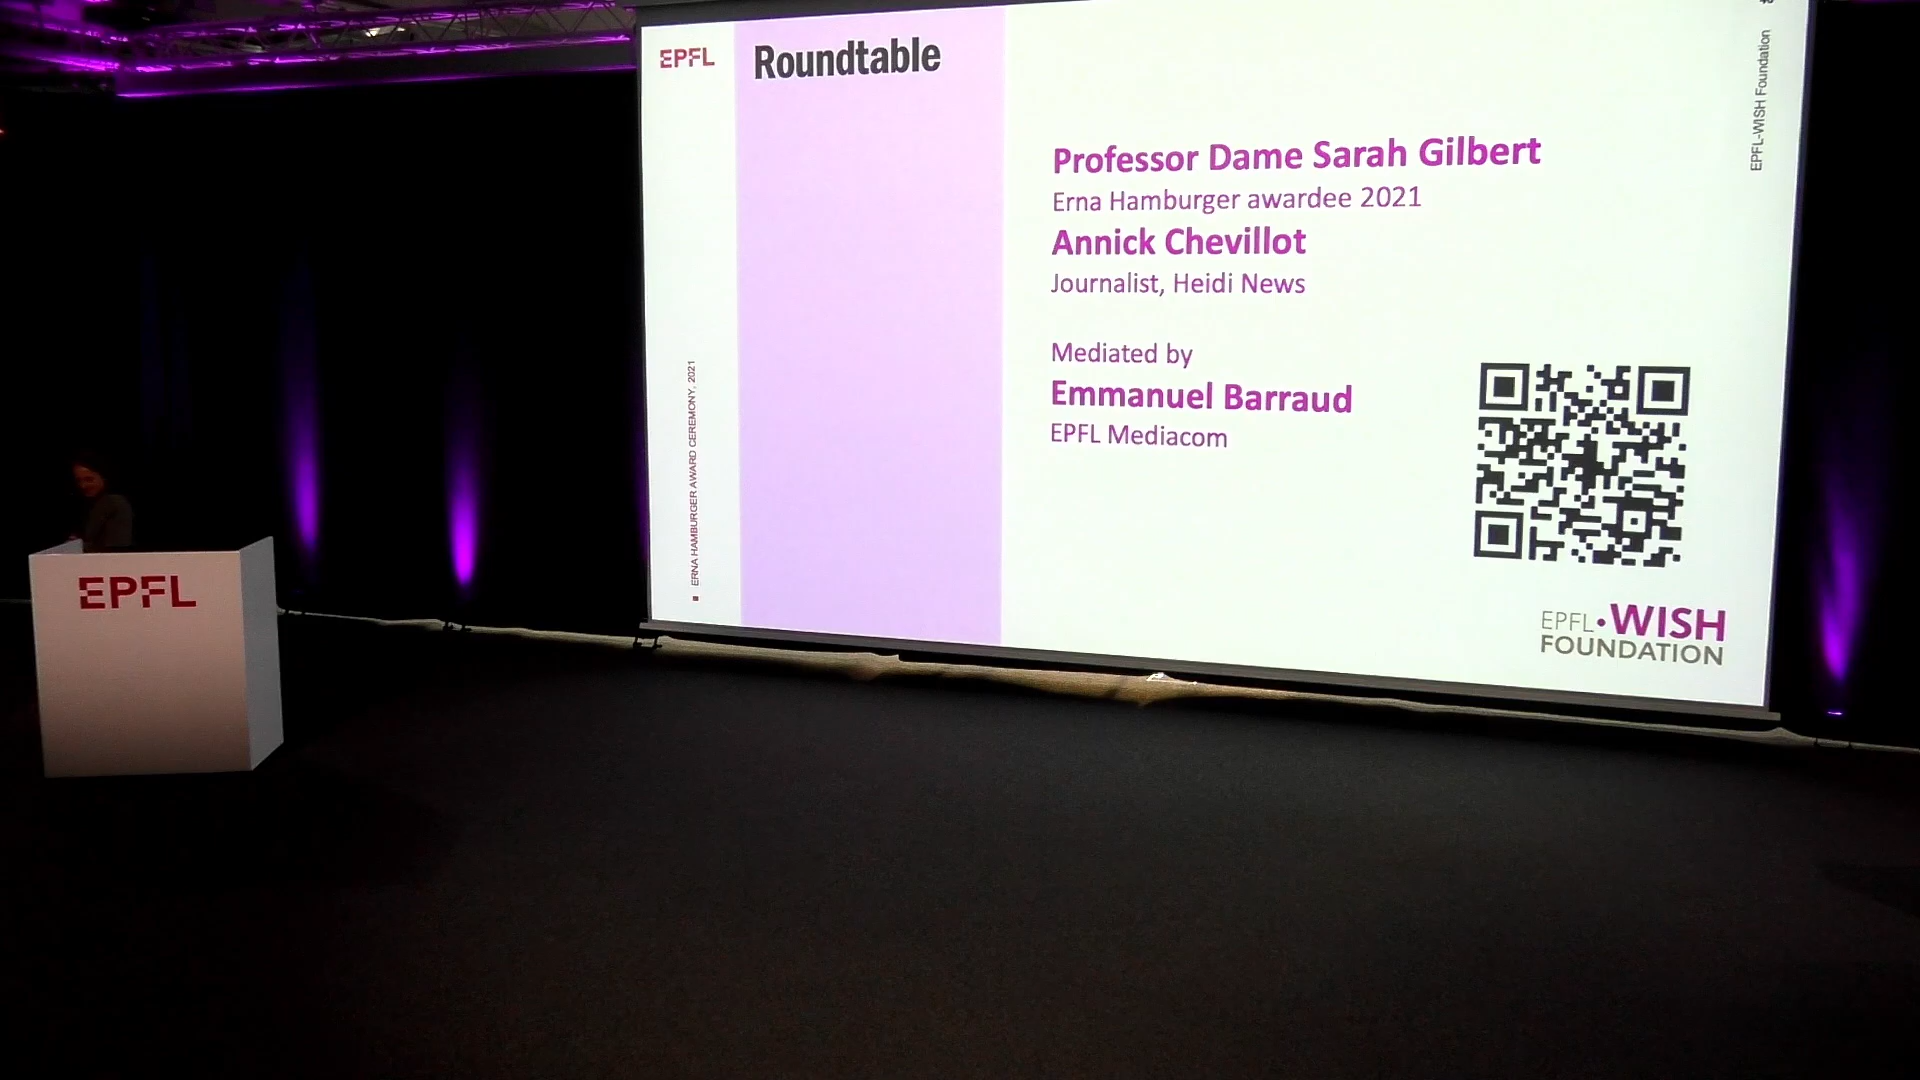 EPFL
Roundtable
Professor Dame Sarah Gilbert
Erna Hamburger awardee 2021
Annick Chevillot
Journalist, Heidi News
Mediated by
Emmanuel Barraud
EPFL Mediacom
EPFL•WISH
FOUNDATION
ERNA HAMBURGER AWARD CEREMONY, 2021
EPFL-WISH Foundation
EPFL